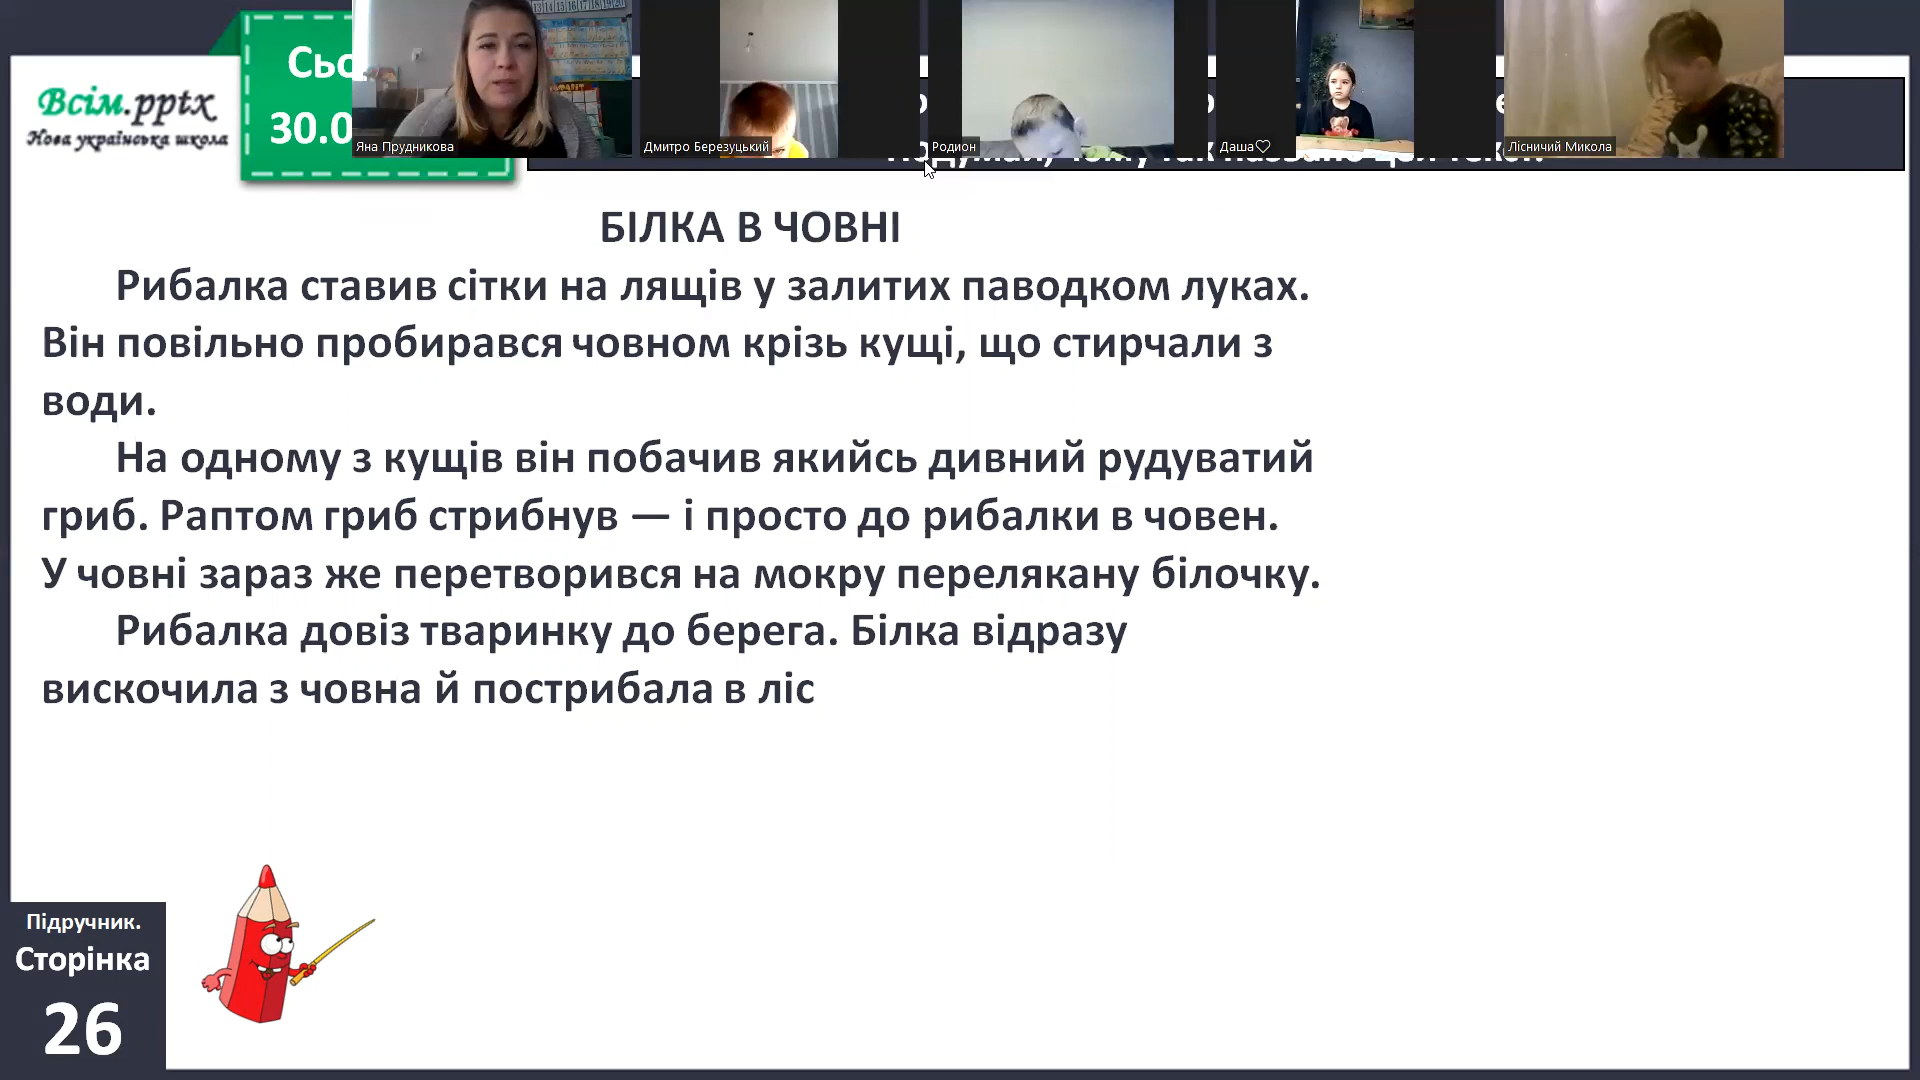 Всім.pptx
Нова українська школа
30.0
Яна Прудникова
Дмитро Березуцький
Родион
Даша♡
Лісничий Микола
БІЛКА В ЧОВНІ
Рибалка ставив сітки на лящів у залитих паводком луках.
Він повільно пробирався човном крізь кущі, що стирчали з
води.
На одному з кущів він побачив якийсь дивний рудуватий
гриб. Раптом гриб стрибнув — і просто до рибалки в човен.
У човні зараз же перетворився на мокру перелякану білочку.
Рибалка довіз тваринку до берега. Білка відразу
вискочила з човна й пострибала в ліс
Підручник.
Сторінка
26